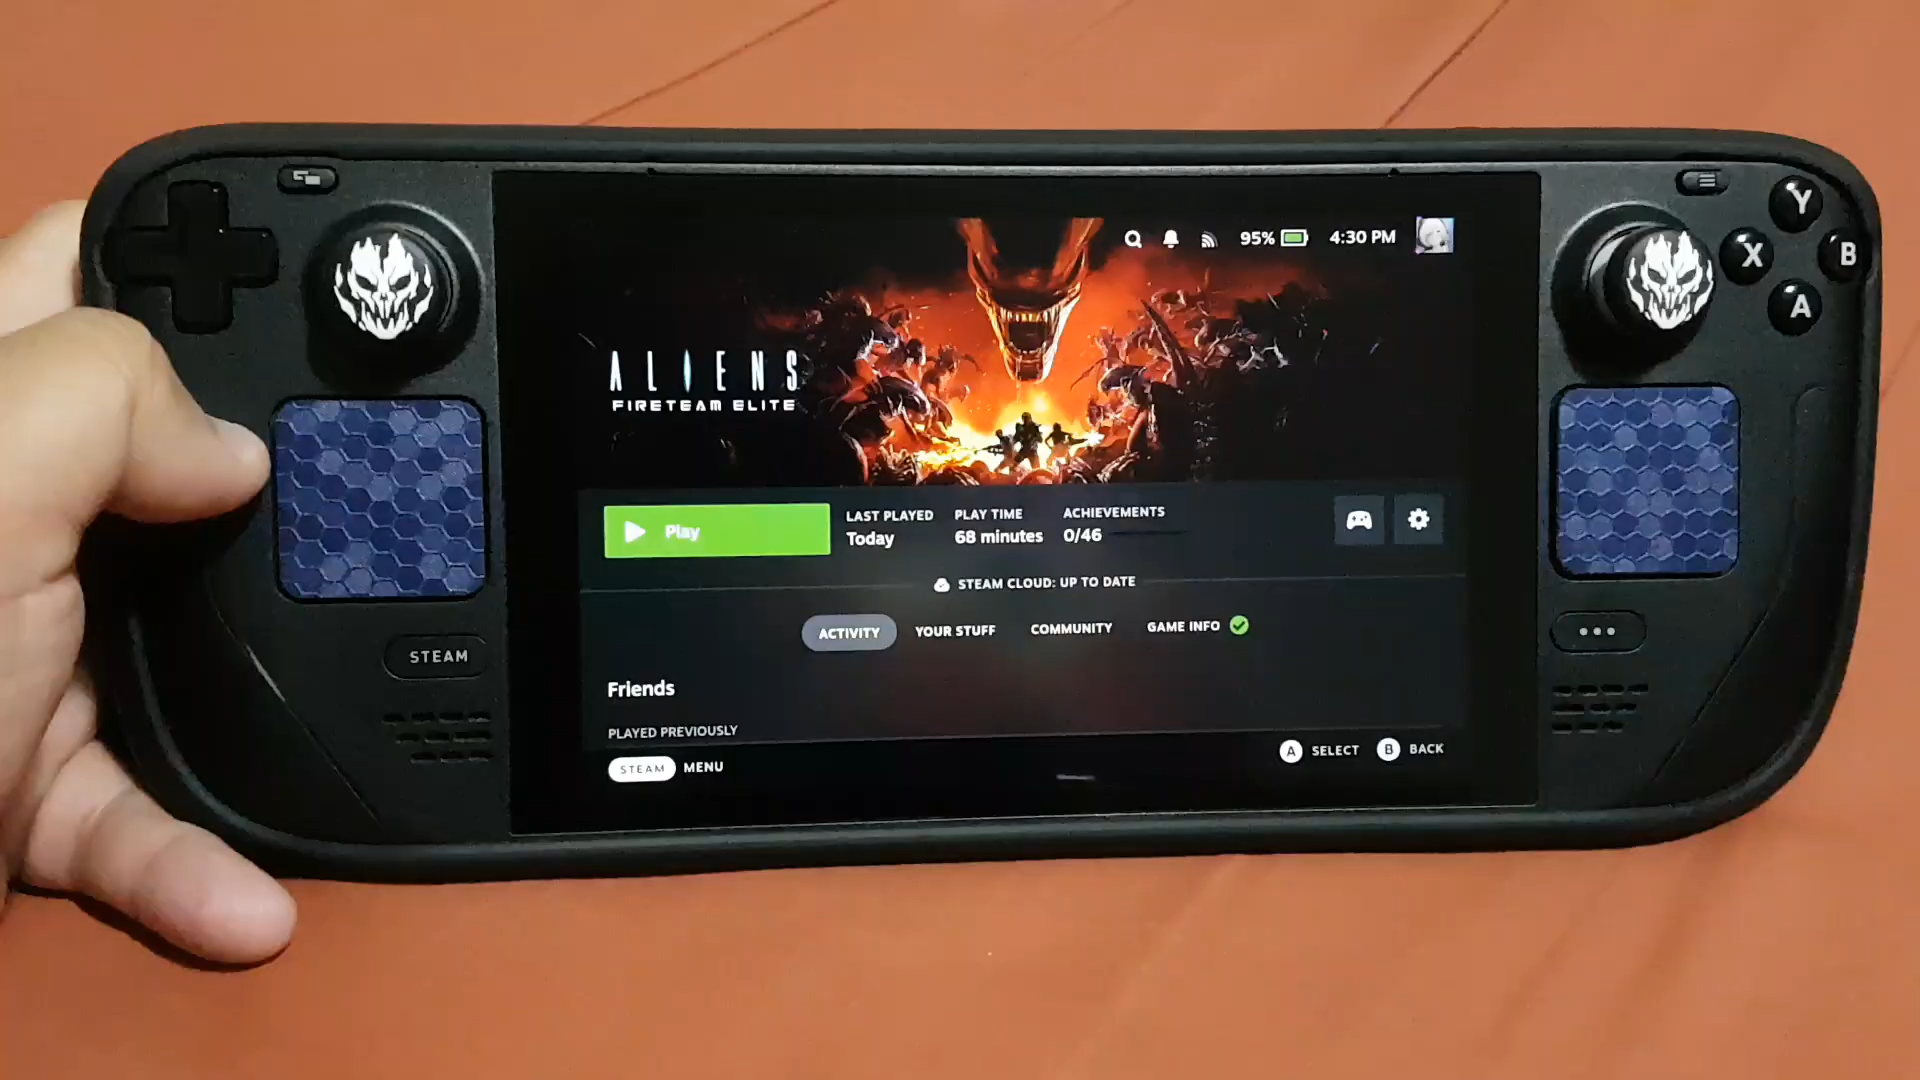 95% 4:30 PM
Y
X B
A
ALIENS
FIRETEAM ELITE
Play
LAST PLAYED PLAY TIME ACHIEVEMENTS
Today 68 minutes 0/46
STEAM CLOUD: UP TO DATE
ACTIVITY YOUR STUFF COMMUNITY GAME INFO
STEAM
Friends
PLAYED PREVIOUSLY
STEAM MENU A SELECT B BACK